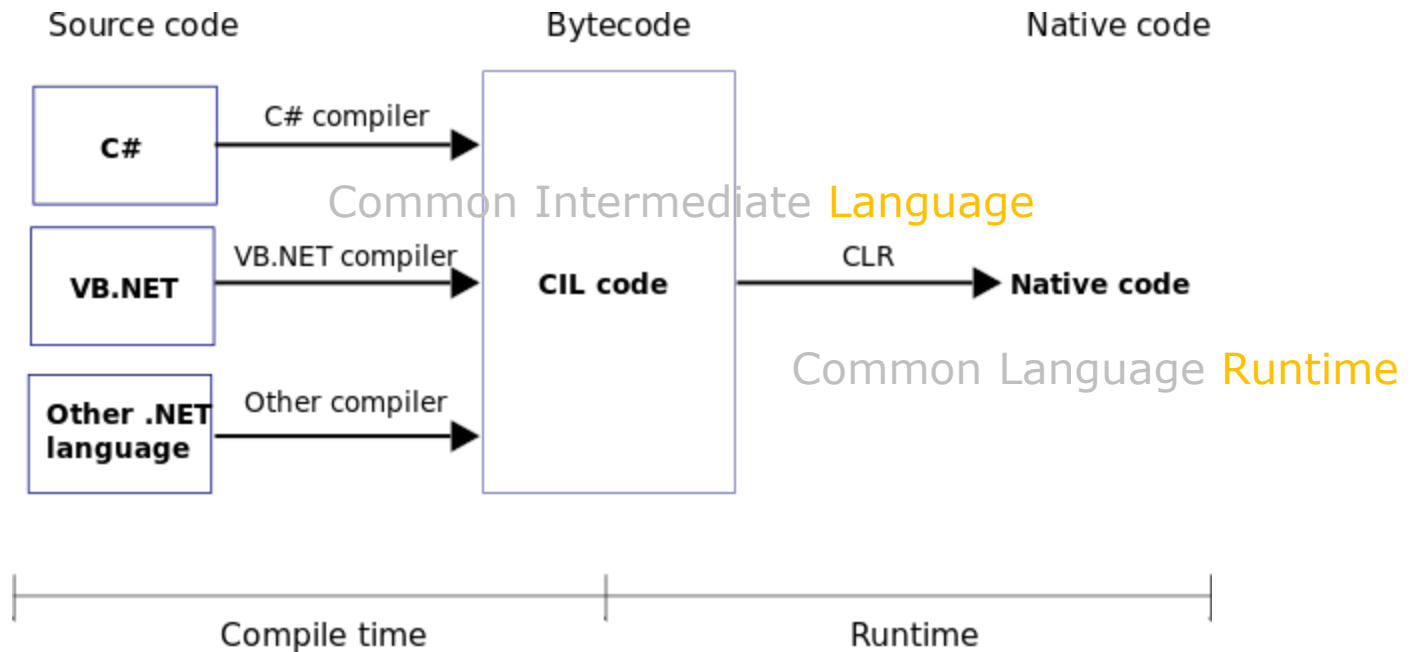 Source code
Bytecode
Native code
C#
C# compiler
Common Intermediate Language
VB.NET
VB.NET compiler
CIL code
CLR
Native code
Common Language Runtime
Other .NET
language
Other compiler
Compile time
Runtime